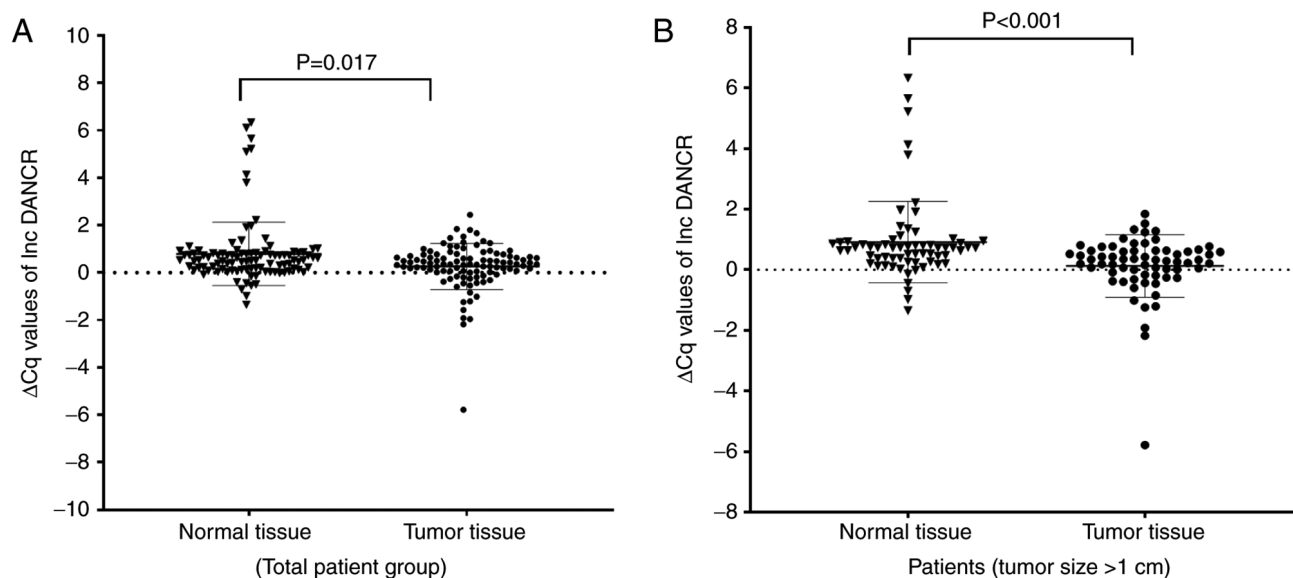 A
P=0.017
ΔCq values of lnc DANCR
10
8
6
4
2
0
−2
−4
−6
−8
−10
Normal tissue Tumor tissue
(Total patient group)
B
P<0.001
ΔCq values of lnc DANCR
8
6
4
2
0
−2
−4
−6
−8
Normal tissue Tumor tissue
Patients (tumor size >1 cm)